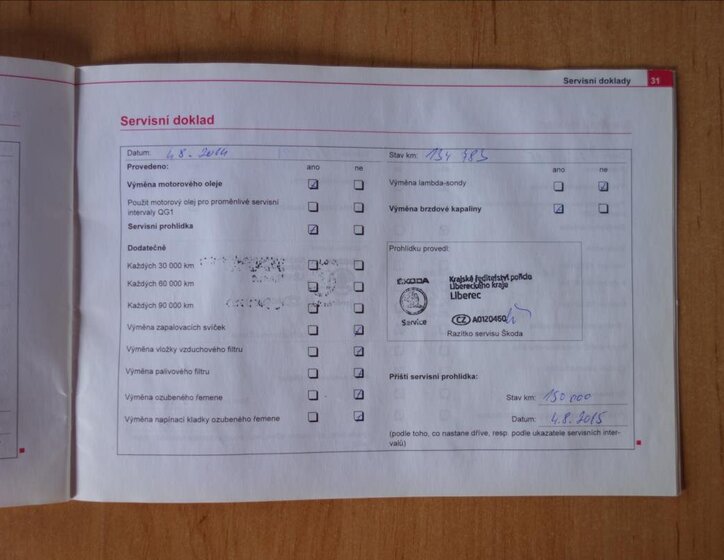 Servisní doklady 31
Servisní doklad
Datum: 4.8.2014
Stav km: 134 783
Provedeno: ano ne
ano ne
Výměna motorového oleje
Výměna lambda-sondy
Použit motorový olej pro proměnlivé servisní
intervaly QG1
Výměna brzdové kapaliny
Servisní prohlídka
Dodatečně
Každých 30 000 km
Každých 60 000 km
Každých 90 000 km
Výměna zapalovacích svíček
Výměna vložky vzduchového filtru
Výměna palivového filtru
Výměna ozubeného řemene
Výměna napínací kladky ozubeného řemene
Prohlídku provedl:
ŠKODA
Service
Krajské ředitelství policie
Libereckého kraje
Liberec
CZ A0120450
Razítko servisu Škoda
Příští servisní prohlídka:
Stav km: 150 000
Datum: 4.8.2015
(podle toho, co nastane dříve, resp. podle ukazatele servisních inter-
valů)